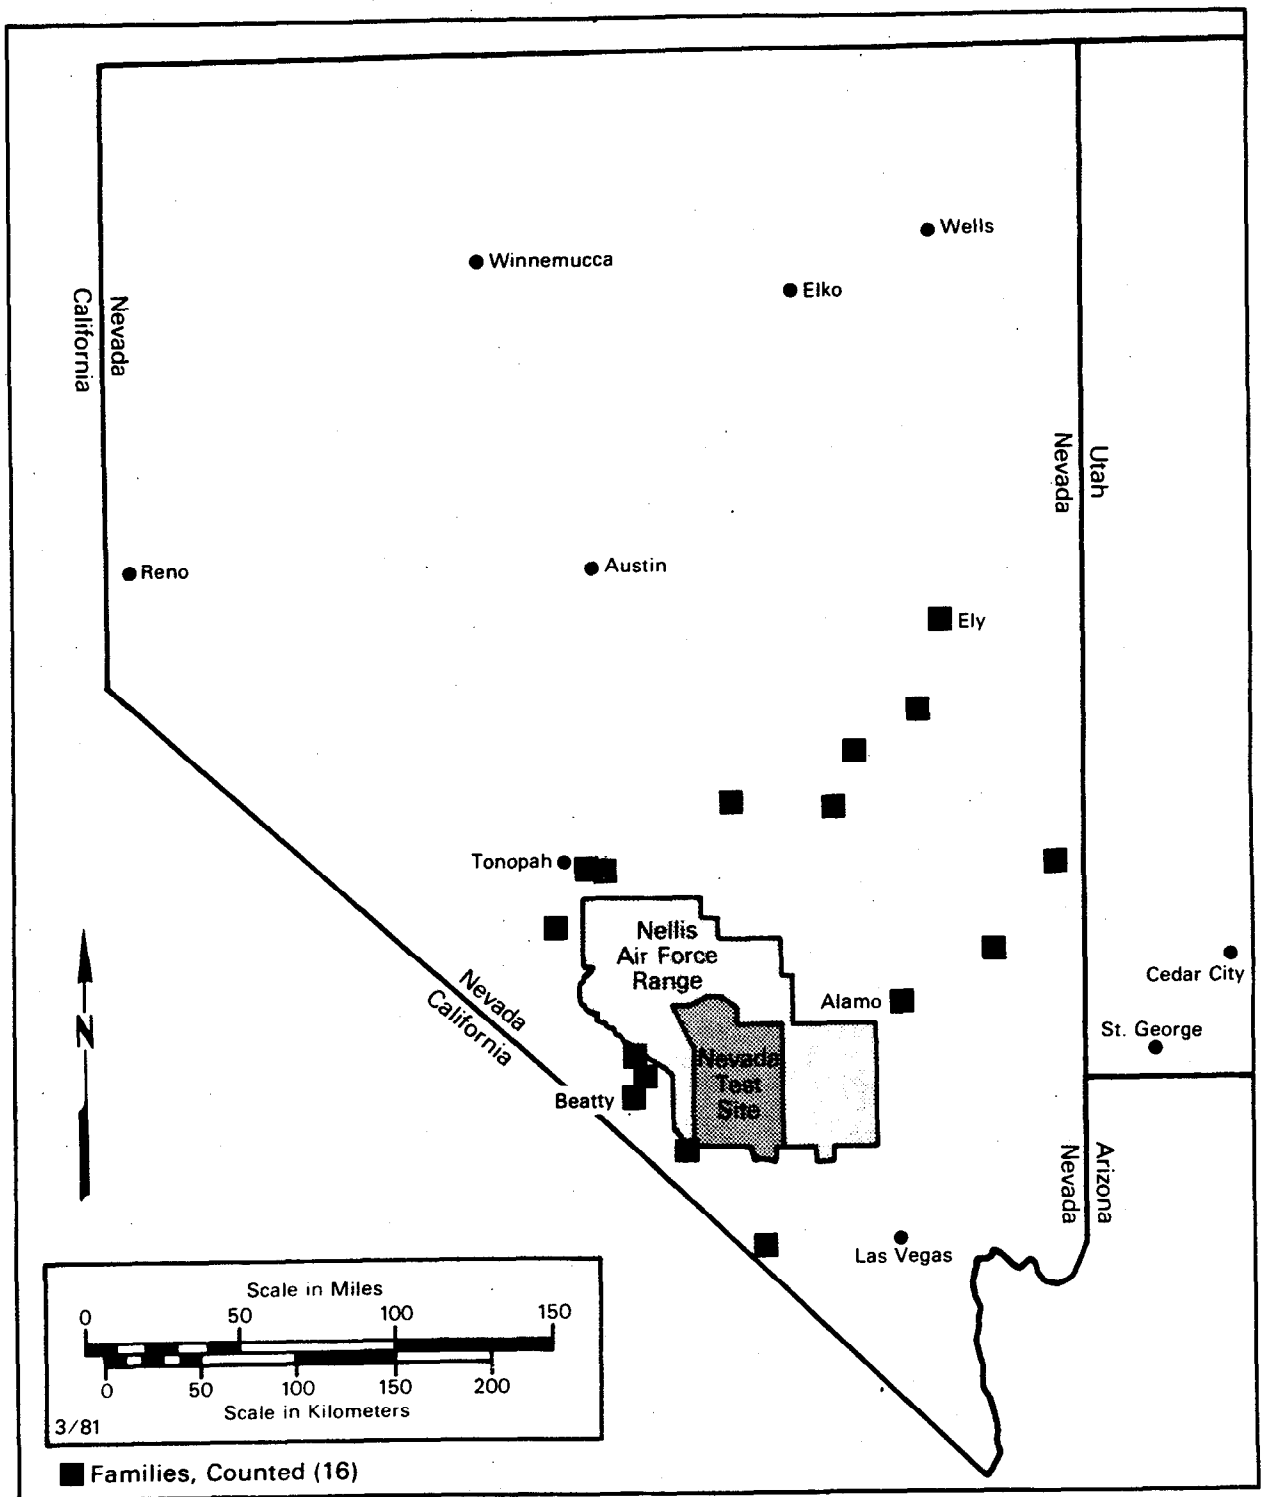 Wells
Winnemucca
Elko
Nevada
California
Utah
Nevada
Reno
Austin
Ely
Tonopah
Nellis
Air Force
Range
Nevada
California
Alamo
Cedar City
St. George
N
Nevada
Test
Site
Beatty
Arizona
Nevada
Las Vegas
Scale in Miles
0 50 100 150
0 50 100 150 200
Scale in Kilometers
3/81
Families, Counted (16)